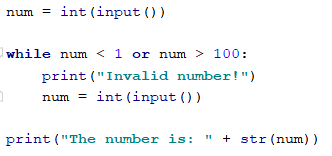 num = int(input())
while num < 1 or num > 100:
    print("Invalid number!")
    num = int(input())
print("The number is: " + str(num))